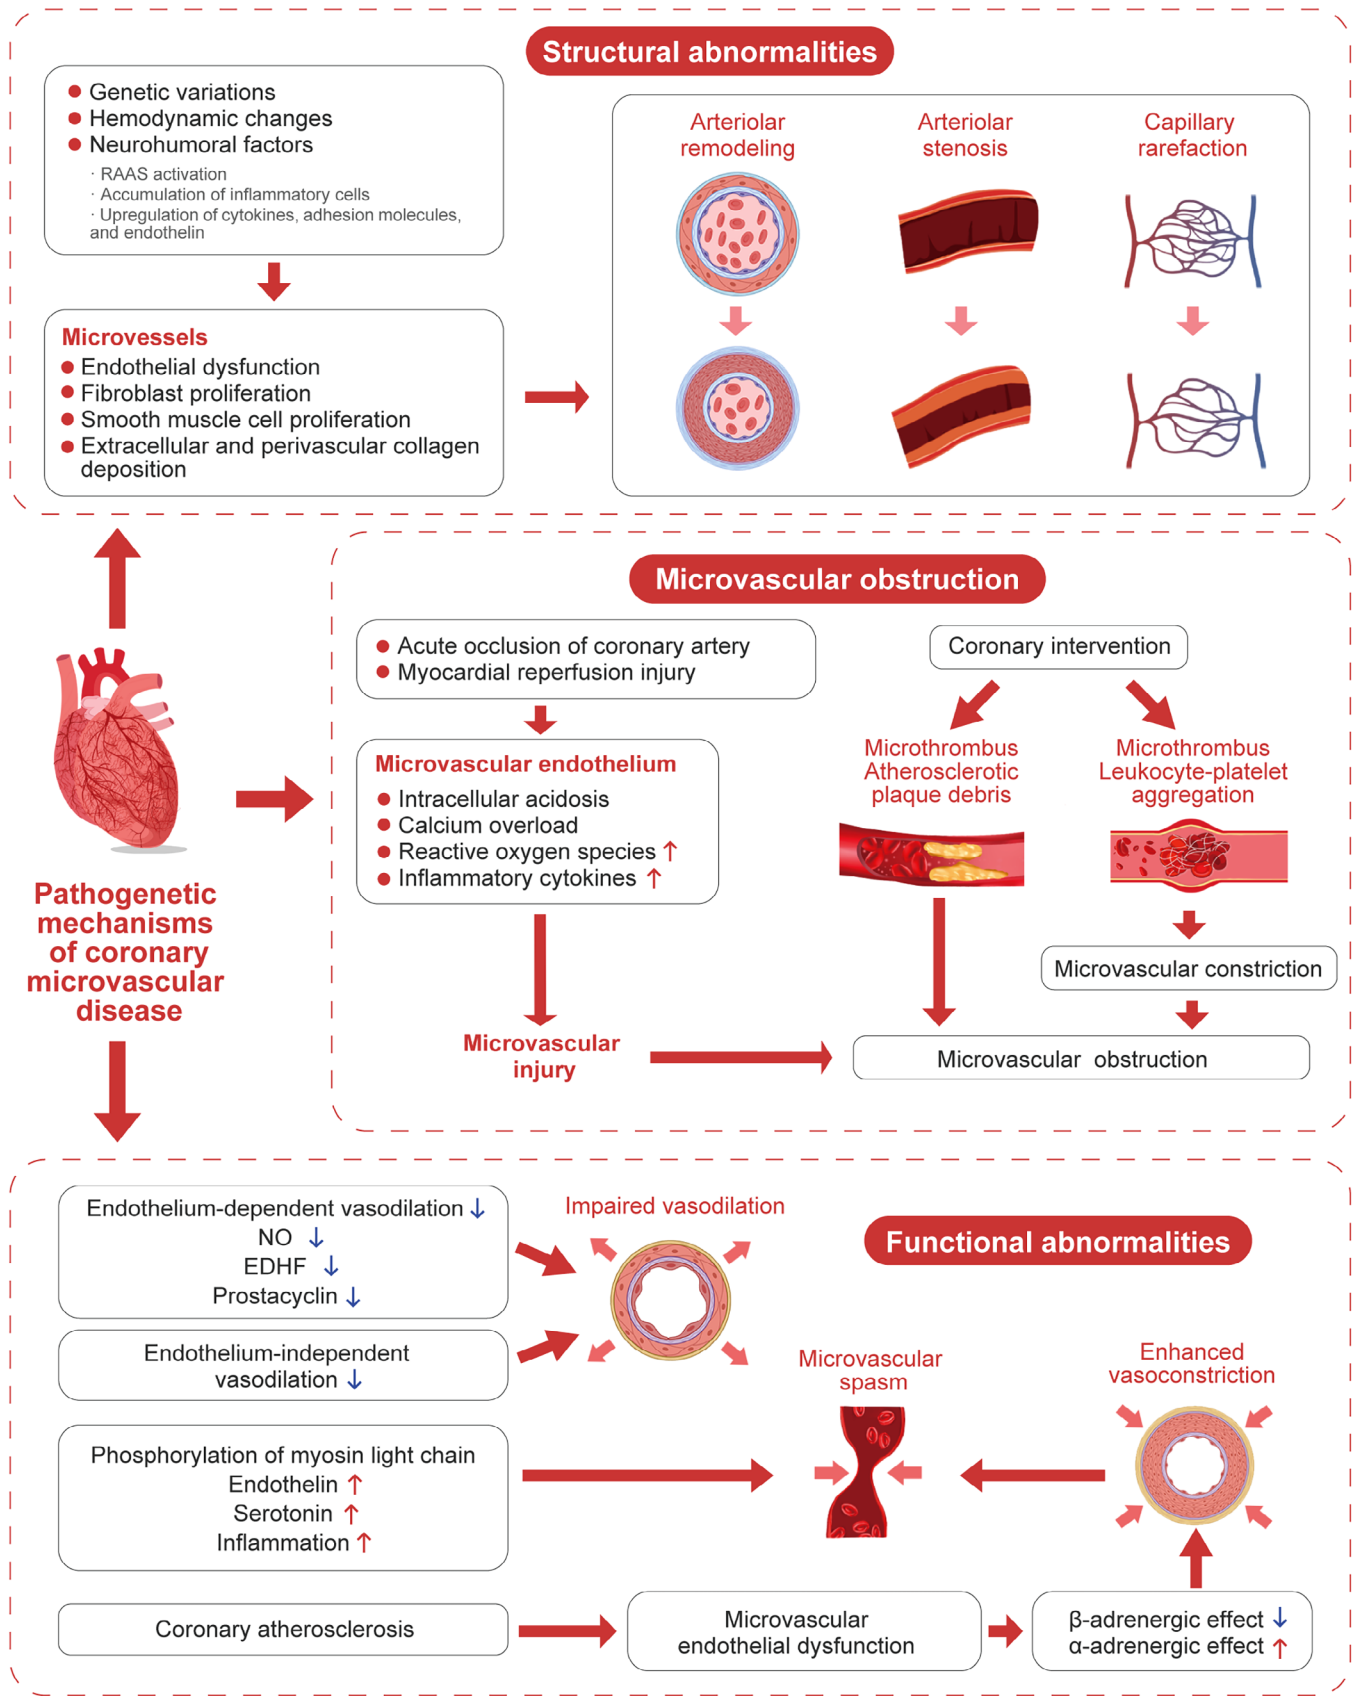 Structural abnormalities
● Genetic variations
● Hemodynamic changes
● Neurohumoral factors
· RAAS activation
· Accumulation of inflammatory cells
· Upregulation of cytokines, adhesion molecules,
and endothelin
Microvessels
● Endothelial dysfunction
● Fibroblast proliferation
● Smooth muscle cell proliferation
● Extracellular and perivascular collagen
deposition
Arteriolar
remodeling
Arteriolar
stenosis
Capillary
rarefaction
Pathogenetic
mechanisms
of coronary
microvascular
disease
Microvascular obstruction
● Acute occlusion of coronary artery
● Myocardial reperfusion injury
Microvascular endothelium
● Intracellular acidosis
● Calcium overload
● Reactive oxygen species ↑
● Inflammatory cytokines ↑
Microvascular
injury
Coronary intervention
Microthrombus
Atherosclerotic
plaque debris
Microthrombus
Leukocyte-platelet
aggregation
Microvascular constriction
Microvascular obstruction
Functional abnormalities
Endothelium-dependent vasodilation ↓
NO ↓
EDHF ↓
Prostacyclin ↓
Endothelium-independent
vasodilation ↓
Impaired vasodilation
Phosphorylation of myosin light chain
Endothelin ↑
Serotonin ↑
Inflammation ↑
Microvascular
spasm
Enhanced
vasoconstriction
Coronary atherosclerosis
Microvascular
endothelial dysfunction
β-adrenergic effect ↓
α-adrenergic effect ↑